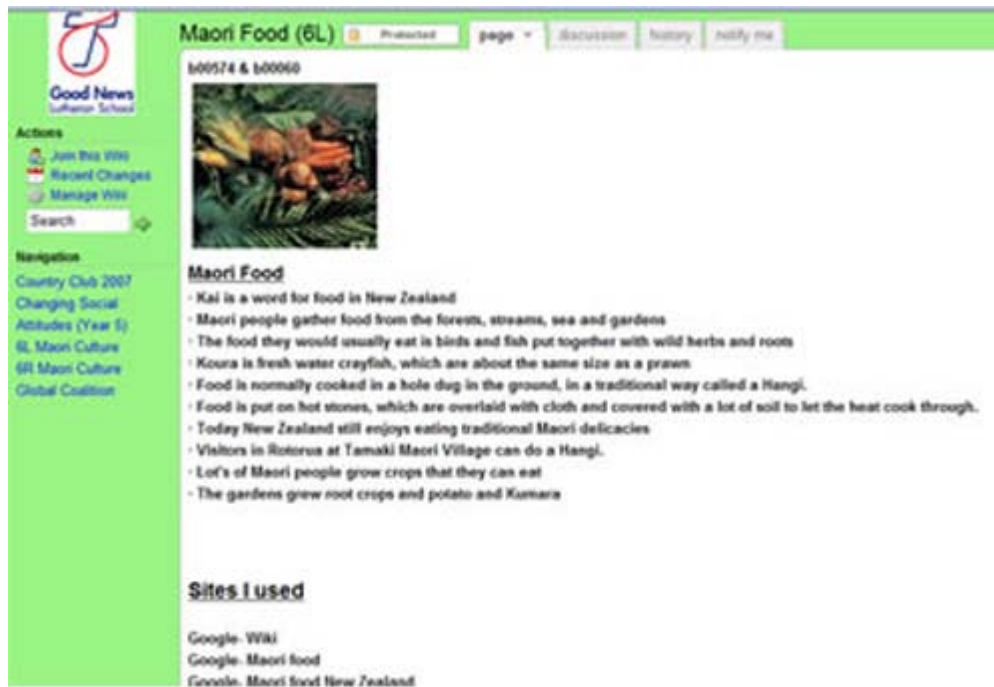 Maori Food (6L)
Protected
page
discussion
history
notify me
Good News
Lutheran School
Actions
Join this Wiki
Recent Changes
Manage Wiki
Search
Navigation
Country Club 2007
Changing Social
Attitudes (Year 5)
6L Maori Culture
6R Maori Culture
Global Coalition
b00574 & b00060
Maori Food
· Kai is a word for food in New Zealand
· Maori people gather food from the forests, streams, sea and gardens
· The food they would usually eat is birds and fish put together with wild herbs and roots
· Koura is fresh water crayfish, which are about the same size as a prawn
· Food is normally cooked in a hole dug in the ground, in a traditional way called a Hangi.
· Food is put on hot stones, which are overlaid with cloth and covered with a lot of soil to let the heat cook through.
· Today New Zealand still enjoys eating traditional Maori delicacies
· Visitors in Rotorua at Tamaki Maori Village can do a Hangi.
· Lot's of Maori people grow crops that they can eat
· The gardens grew root crops and potato and Kumara
Sites I used
Google- Wiki
Google- Maori food
Google- Maori food New Zealand